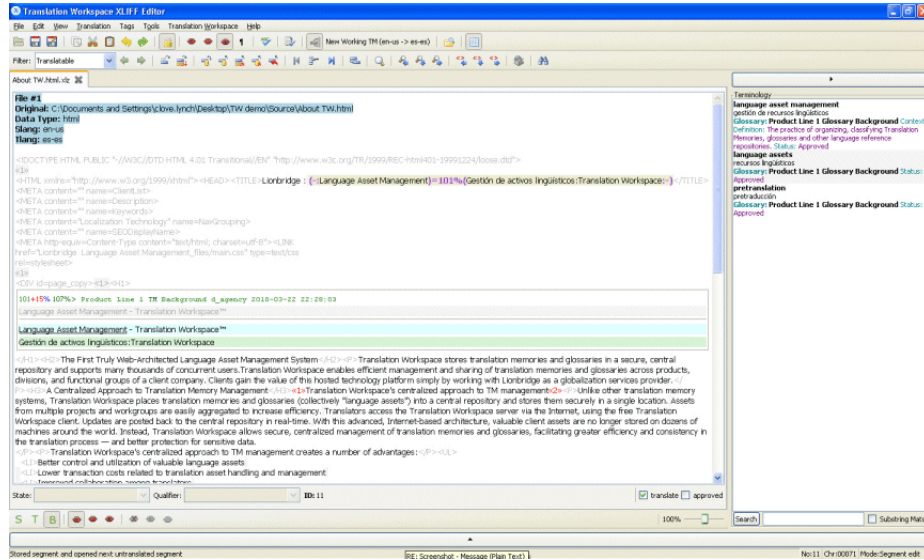 Translation Workspace XLIFF Editor
File Edit View Translation Tags Tools Translation Workspace Help
New Working TM (en-us -> es-es)
Filter: Translatable
About TW.html.xlz
File #1
Original: C:\Documents and Settings\clove.lynch\Desktop\TW demo\Source\About TW.html
Data Type: html
Slang: en-us
Tlang: es-es
<!DOCTYPE HTML PUBLIC "-//W3C//DTD HTML 4.01 Transitional//EN" "http://www.w3c.org/TR/1999/REC-html401-19991224/loose.dtd">
<1>
<HTML xmlns="http://www.w3c.org/1999/xhtml"><HEAD><TITLE>Lionbridge : {-:Language Asset Management}=101%{Gestión de activos lingüísticos:Translation Workspace:-}</TITLE>
<META content="" name=ClientList>
<META content="" name=Description>
<META content="" name=Keywords>
<META content="Localization Technology" name=NavGrouping>
<META content="" name=SEODisplayName>
<META http-equiv=Content-Type content="text/html; charset=utf-8"><LINK
href="Lionbridge Language Asset Management_files/main.css" type=text/css
rel=stylesheet>
<1>
<DIV id=page_copy><1><H1>
101+15% 107%> Product Line 1 TM Background d_agency 2018-03-22 22:28:03
Language Asset Management - Translation Workspace™
Language Asset Management - Translation Workspace™
Gestión de activos lingüísticos:Translation Workspace
</H1><H2>The First Truly Web-Architected Language Asset Management System</H2><P>Translation Workspace stores translation memories and glossaries in a secure, central
repository and supports many thousands of concurrent users.Translation Workspace enables efficient management and sharing of translation memories and glossaries across products,
divisions, and functional groups of a client company. Clients gain the value of this hosted technology platform simply by working with Lionbridge as a globalization services provider.</
P><H3>A Centralized Approach to Translation Memory Management</H3><1>Translation Workspace's centralized approach to TM management<2><P>Unlike other translation memory
systems, Translation Workspace places translation memories and glossaries (collectively "language assets") into a central repository and stores them securely in a single location. Assets
from multiple projects and workgroups are easily aggregated to increase efficiency. Translators access the Translation Workspace server via the Internet, using the free Translation
Workspace client. Updates are posted back to the central repository in real-time. With this advanced, Internet-based architecture, valuable client assets are no longer stored on dozens of
machines around the world. Instead, Translation Workspace allows secure, centralized management of translation memories and glossaries, facilitating greater efficiency and consistency in
the translation process — and better protection for sensitive data.
</P><P>Translation Workspace's centralized approach to TM management creates a number of advantages:</P><UL>
<LI>Better control and utilization of valuable language assets
<LI>Lower transaction costs related to translation asset handling and management
<LI>Improved collaboration among translators
State: Qualifier: ID: 11 translate approved
S T B 100%
Terminology
language asset management
gestión de recursos lingüísticos
Glossary: Product Line 1 Glossary Background Context
Definition: The practice of organizing, classifying Translation
Memories, glossaries and other language reference
repositories. Status: Approved
language assets
recursos lingüísticos
Glossary: Product Line 1 Glossary Background Status:
Approved
pretranslation
pretraducción
Glossary: Product Line 1 Glossary Background Status:
Approved
Search Substring Mat
Stored segment and opened next untranslated segment
RE: Screenshot - Message (Plain Text)
No:11 Chr:00071 Mode:Segment edit